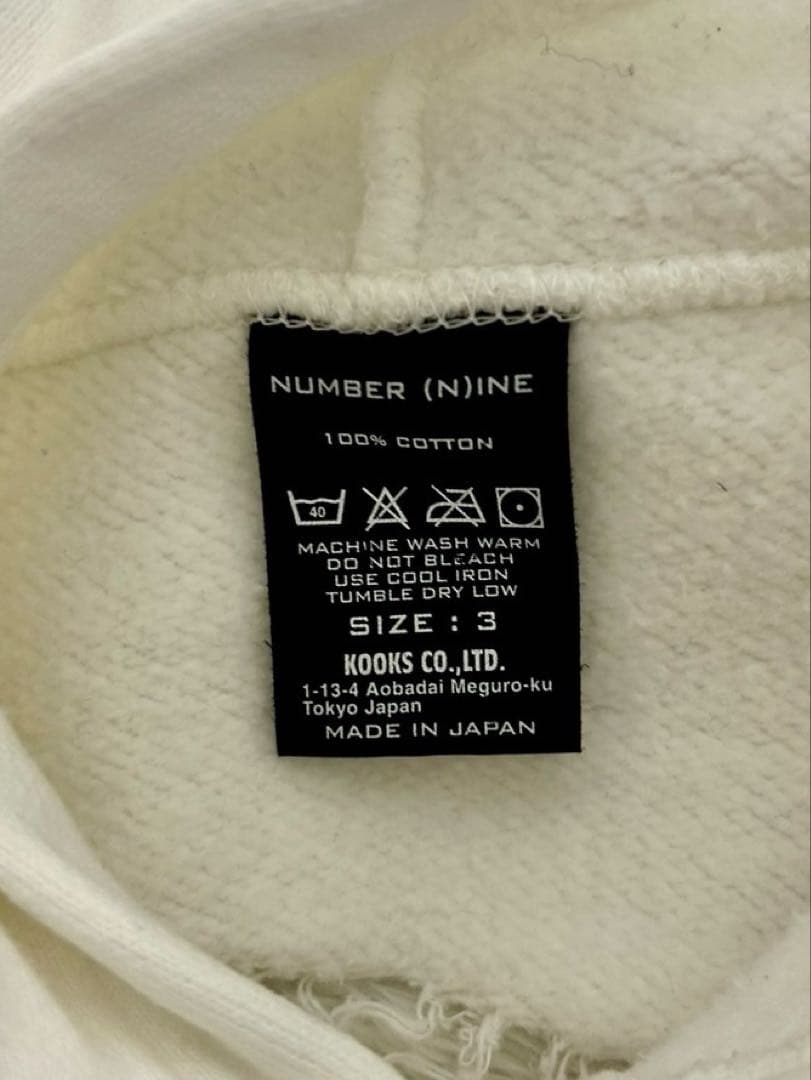 NUMBER (N)INE
100% COTTON
40
MACHINE WASH WARM
DO NOT BLEACH
USE COOL IRON
TUMBLE DRY LOW
SIZE : 3
KOOKS CO.,LTD.
1-13-4 Aobadai Meguro-ku
Tokyo Japan
MADE IN JAPAN